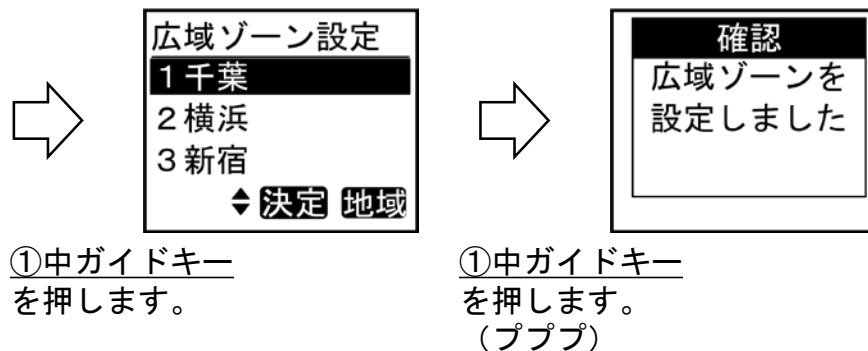 広域ゾーン設定
1千葉
2横浜
3新宿
決定 地域
①中ガイドキー
を押します。
確認
広域ゾーンを
設定しました
①中ガイドキー
を押します。
(プププ)